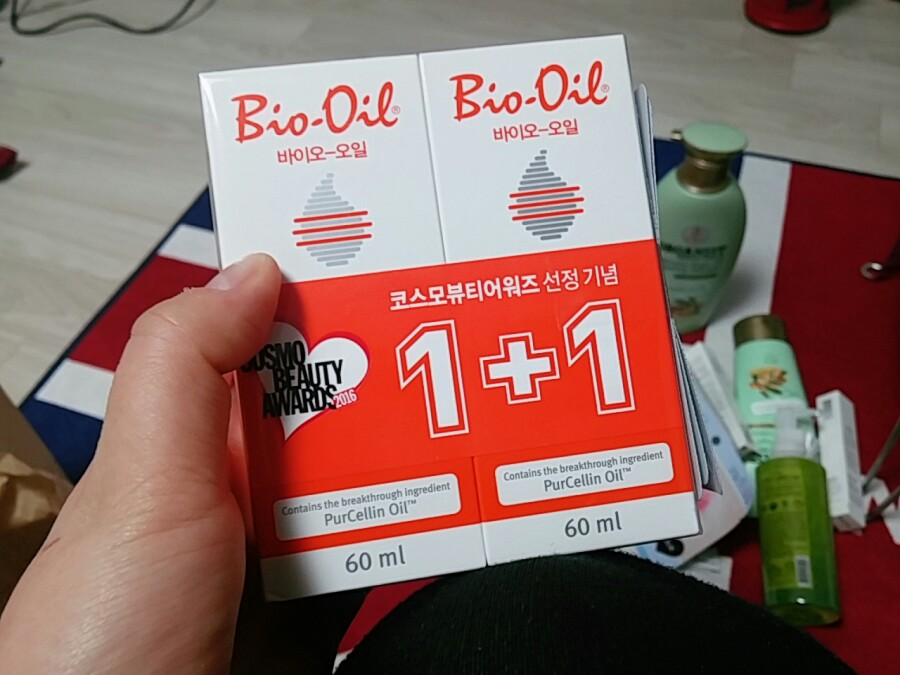 Bio-Oil®
바이오-오일
Bio-Oil®
바이오-오일
코스모뷰티어워즈 선정 기념
COSMO
BEAUTY
AWARDS 2016
1+1
Contains the breakthrough ingredient
PurCellin Oil™
60 ml
Contains the breakthrough ingredient
PurCellin Oil™
60 ml